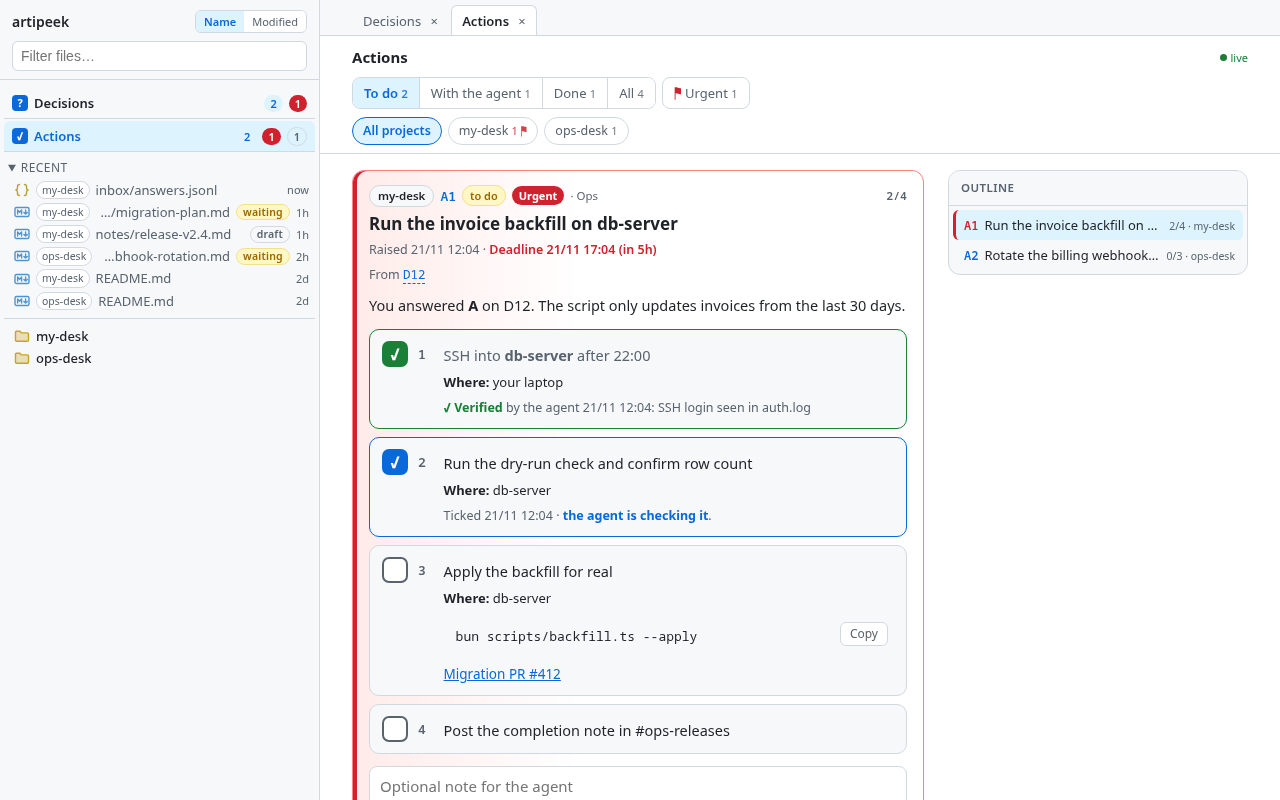 artipeek
Name Modified
Filter files…
? Decisions 2 1
✓ Actions 2 1 1
▼ RECENT
{} my-desk inbox/answers.jsonl now
my-desk .../migration-plan.md waiting 1h
my-desk notes/release-v2.4.md draft 1h
ops-desk ...bhook-rotation.md waiting 2h
my-desk README.md 2d
ops-desk README.md 2d
my-desk
ops-desk
Decisions × Actions ×
Actions live
To do 2 With the agent 1 Done 1 All 4 Urgent 1
All projects my-desk 1 ops-desk 1
my-desk A1 to do Urgent · Ops 2/4
Run the invoice backfill on db-server
Raised 21/11 12:04 · Deadline 21/11 17:04 (in 5h)
From D12
You answered A on D12. The script only updates invoices from the last 30 days.
✓ 1 SSH into db-server after 22:00
Where: your laptop
✓ Verified by the agent 21/11 12:04: SSH login seen in auth.log
✓ 2 Run the dry-run check and confirm row count
Where: db-server
Ticked 21/11 12:04 · the agent is checking it.
3 Apply the backfill for real
Where: db-server
bun scripts/backfill.ts --apply Copy
Migration PR #412
4 Post the completion note in #ops-releases
Optional note for the agent
OUTLINE
A1 Run the invoice backfill on ... 2/4 · my-desk
A2 Rotate the billing webhook... 0/3 · ops-desk